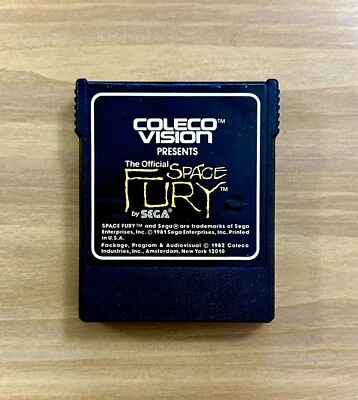 COLECO™
VISION
PRESENTS
The Official SPACE
FURY™
by SEGA®
SPACE FURY™ and Sega® are trademarks of Sega
Enterprises, Inc. © 1981 Sega Enterprises, Inc. Printed
in U.S.A.
Package, Program & Audiovisual © 1982 Coleco
Industries, Inc., Amsterdam, New York 12010